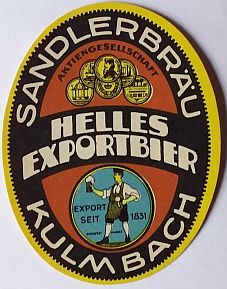 SANDLERBRÄU
AKTIENGESELLSCHAFT
HELLES
EXPORTBIER
EXPORT
SEIT 1831
KULMBACH